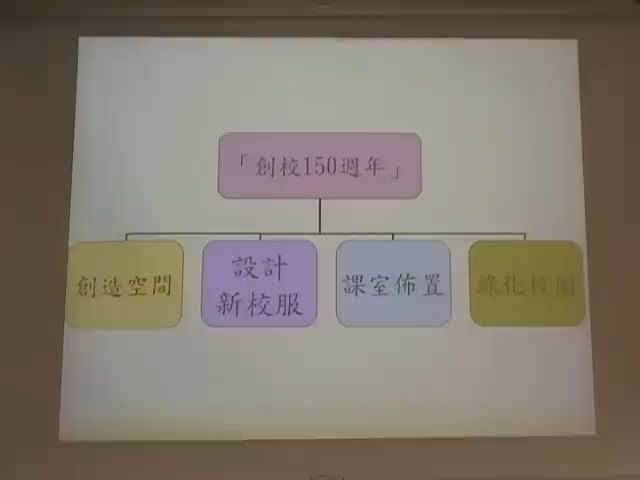 「創校150週年」
創造空間
設計
新校服
課室佈置
綠化校園